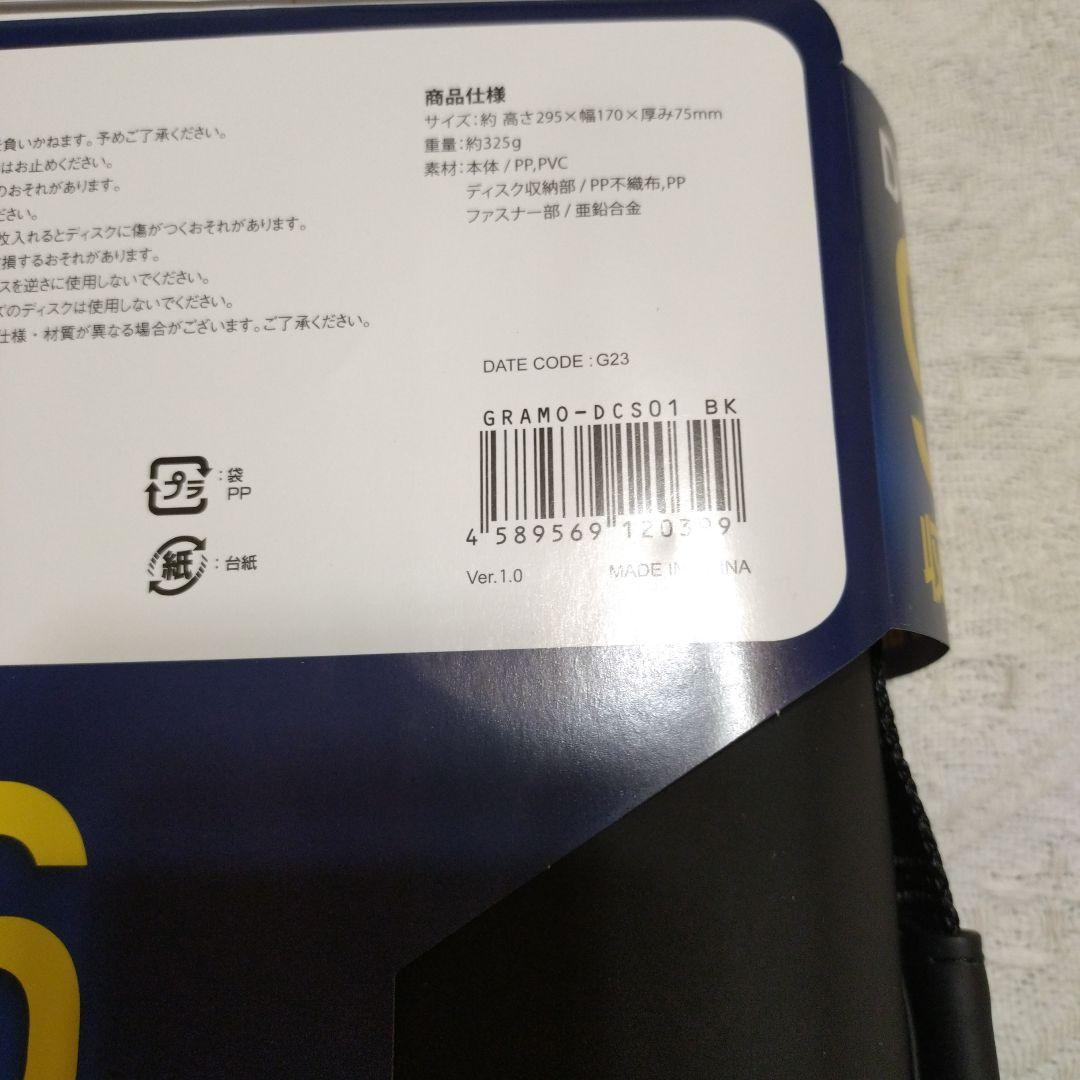 商品仕様
サイズ:約 高さ295×幅170×厚み75mm
重量:約325g
素材:本体 / PP,PVC
ディスク収納部 / PP不織布,PP
ファスナー部 / 亜鉛合金
負いかねます。予めご了承ください。
はお止めください。
のおそれがあります。
ださい。
枚入れるとディスクに傷がつくおそれがあります。
損するおそれがあります。
スを逆さに使用しないでください。
ズのディスクは使用しないでください。
仕様・材質が異なる場合がございます。ご了承ください。
DATE CODE : G23
GRAMO-DCS01 BK
4 589569 120399
Ver.1.0
MADE IN
プラ : 袋
PP
紙 : 台紙
6